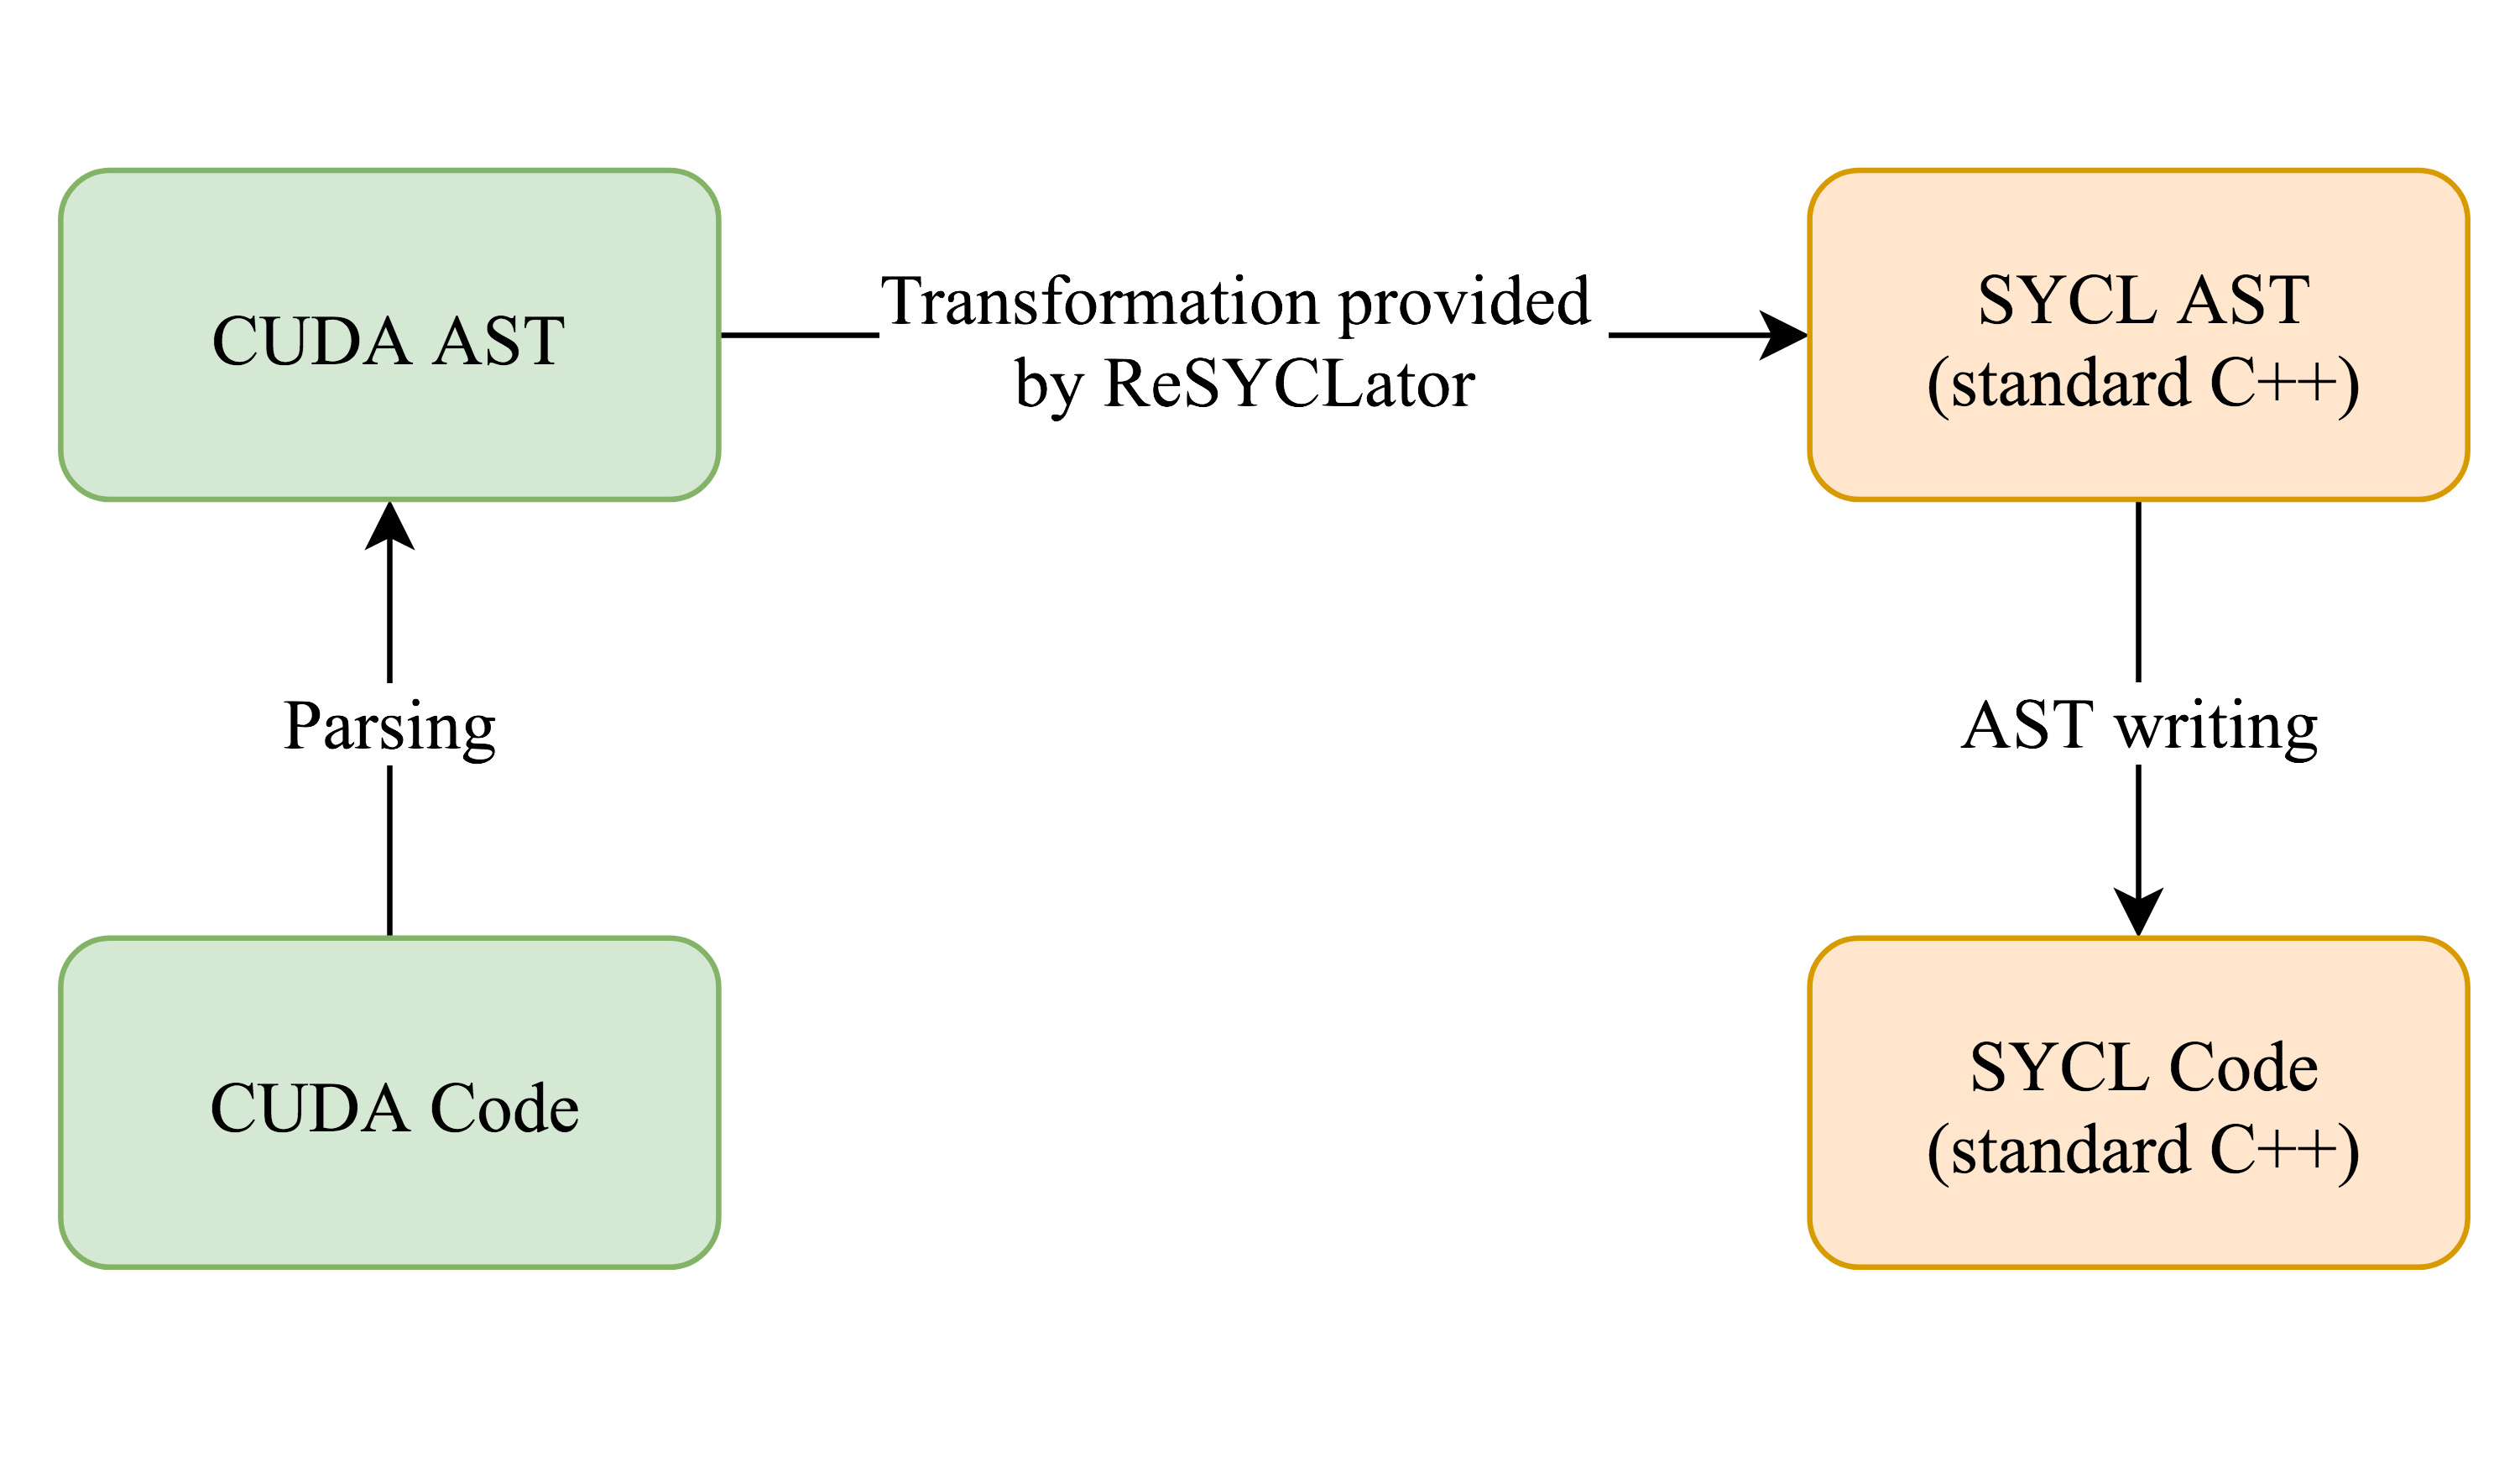 CUDA AST
Transformation provided
by ReSYCLator
SYCL AST
(standard C++)
Parsing
AST writing
CUDA Code
SYCL Code
(standard C++)